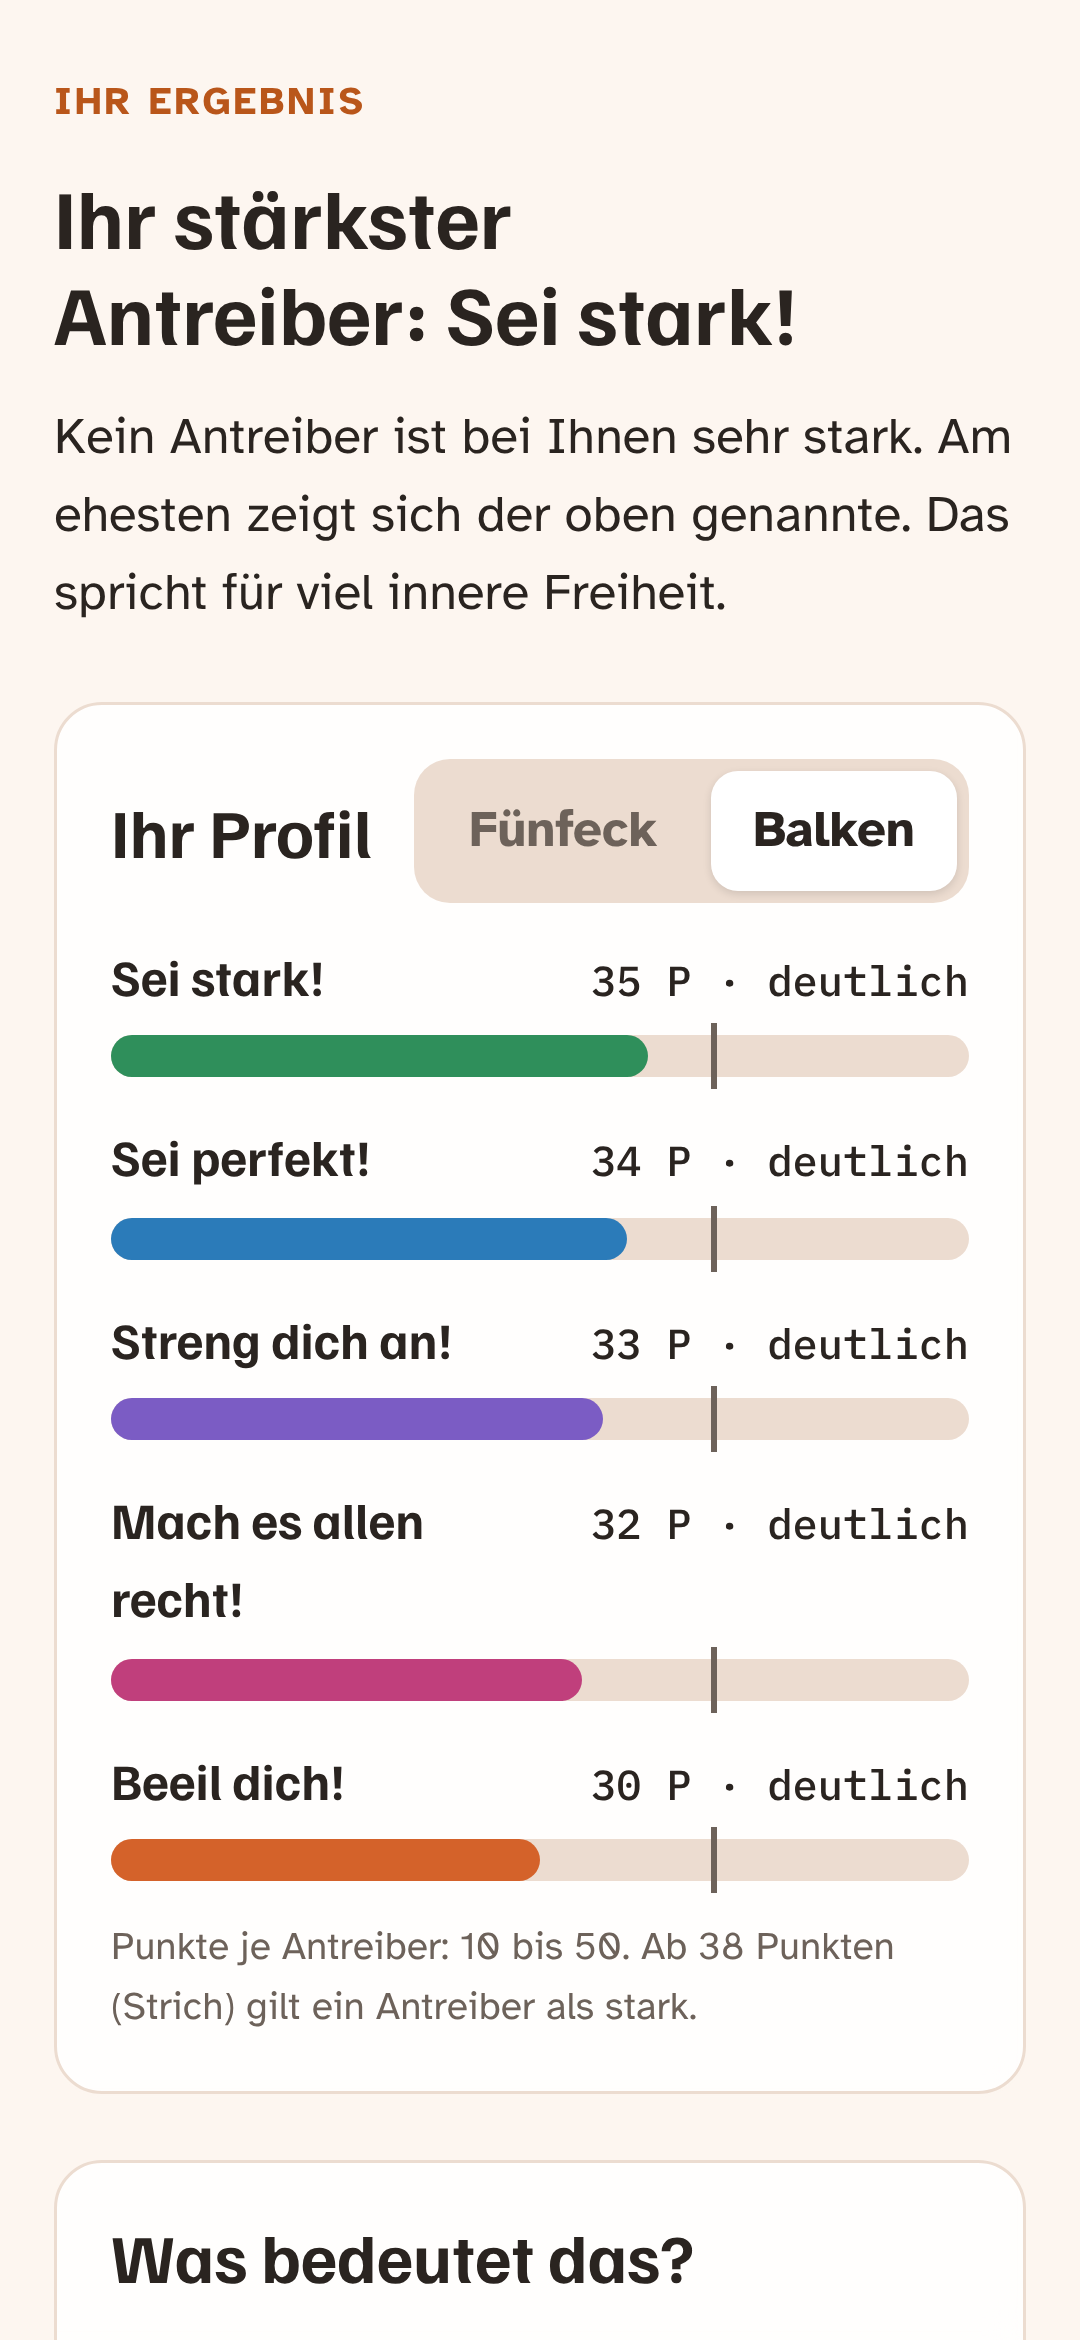 IHR ERGEBNIS
Ihr stärkster
Antreiber: Sei stark!
Kein Antreiber ist bei Ihnen sehr stark. Am
ehesten zeigt sich der oben genannte. Das
spricht für viel innere Freiheit.
Ihr Profil Fünfeck Balken
Sei stark! 35 P · deutlich
Sei perfekt! 34 P · deutlich
Streng dich an! 33 P · deutlich
Mach es allen 32 P · deutlich
recht!
Beeil dich! 30 P · deutlich
Punkte je Antreiber: 10 bis 50. Ab 38 Punkten
(Strich) gilt ein Antreiber als stark.
Was bedeutet das?